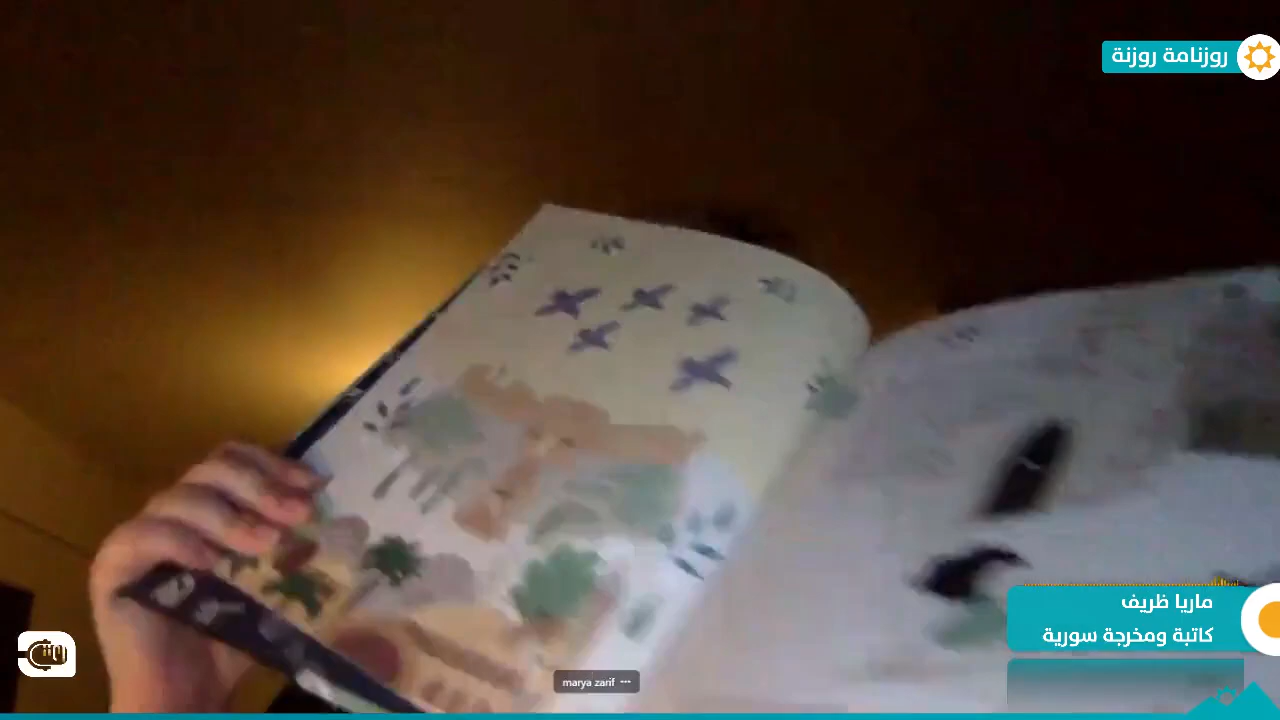 روزنامة روزنة
ماريا ظريف
كاتبة ومخرجة سورية
marya zarif